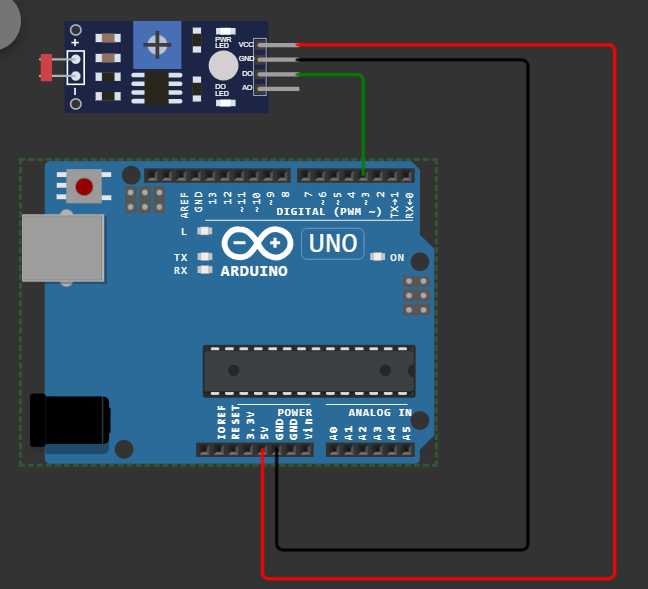 +
PWR
LED
VCC
GND
DO
AO
DO
LED
-
AREF
GND
13
12
~11
~10
~9
8
7
~6
~5
4
~3
2
TX→1
RX←0
DIGITAL (PWM ~)
L
TX
RX
UNO
ON
ARDUINO
POWER
ANALOG IN
IOREF
RESET
3.3V
5V
GND
GND
Vin
A0
A1
A2
A3
A4
A5